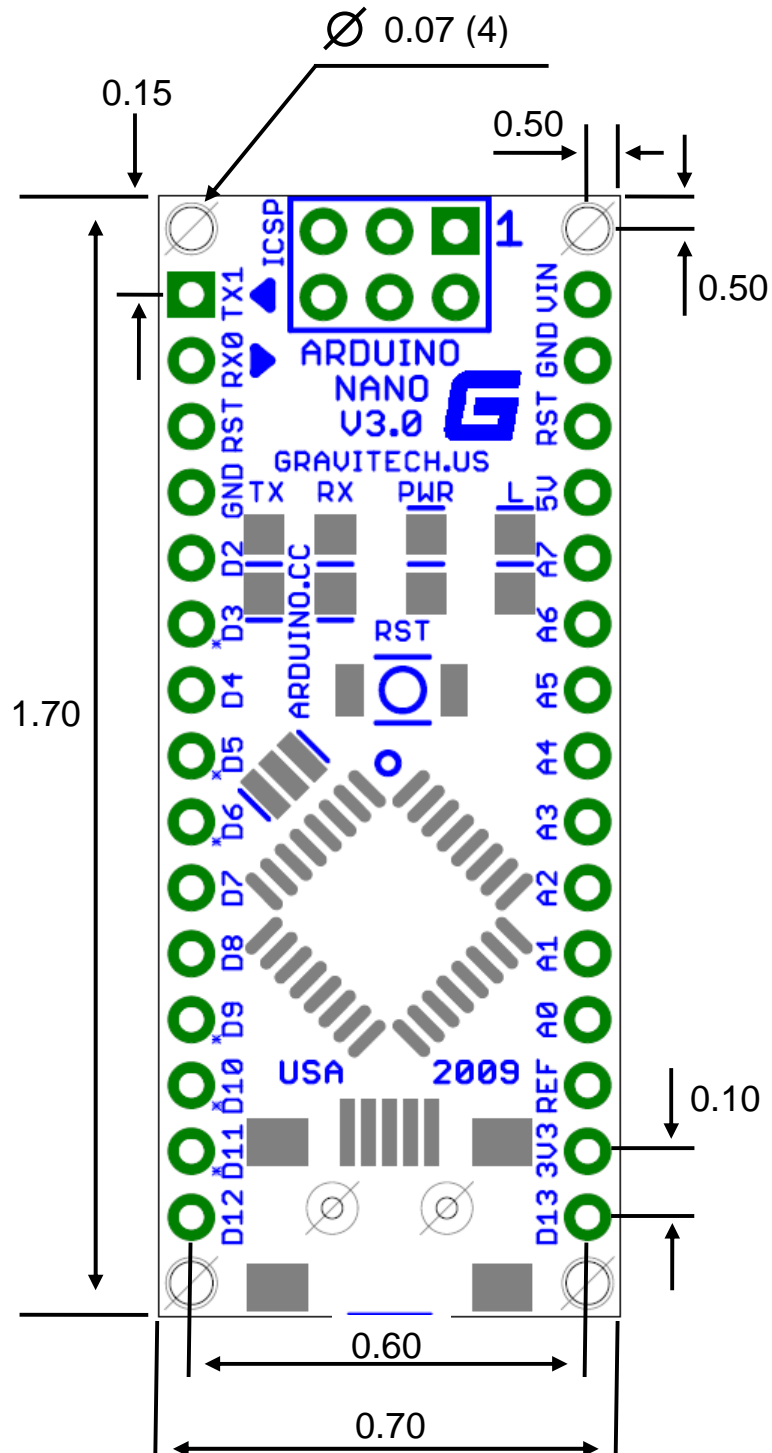 Ø 0.07 (4)
0.15
0.50
0.50
ICSP
1
TX1
RX0
RST
GND
D2
*D3
D4
*D5
*D6
D7
D8
*D9
*D10
*D11
D12
VIN
GND
RST
5V
A7
A6
A5
A4
A3
A2
A1
A0
REF
3V3
D13
ARDUINO
NANO
V3.0
G
GRAVITECH.US
TX RX PWR L
ARDUINO.CC
RST
1.70
USA 2009
0.10
0.60
0.70